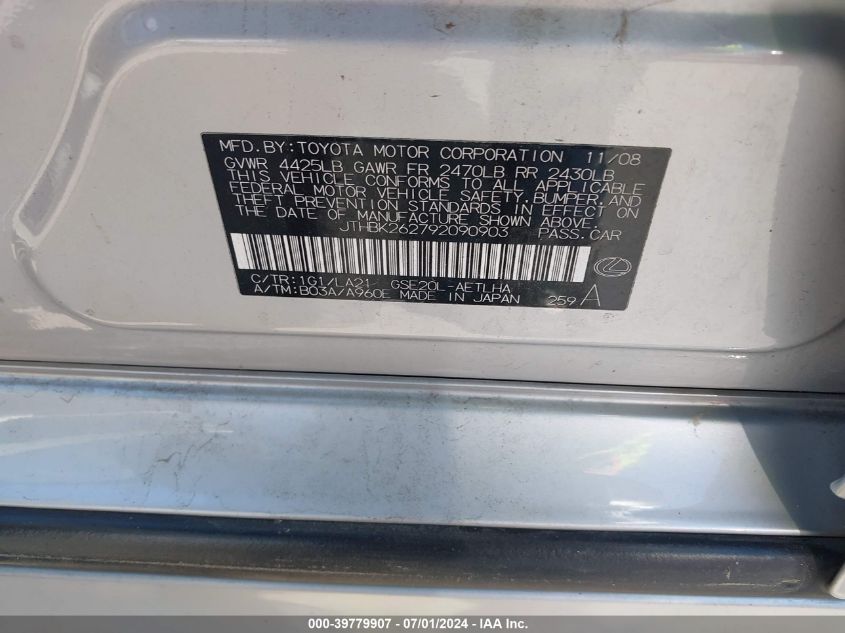 MFD.BY:TOYOTA MOTOR CORPORATION 11/08
GVWR 4425LB GAWR FR 2470LB RR 2430LB
THIS VEHICLE CONFORMS TO ALL APPLICABLE
FEDERAL MOTOR VEHICLE SAFETY,BUMPER,AND
THEFT PREVENTION STANDARDS IN EFFECT ON
THE DATE OF MANUFACTURE SHOWN ABOVE.
JTHBK262792090903 PASS.CAR
C/TR:1G1/LA21 GSE20L-AETLHA
A/TM:B03A/A960E MADE IN JAPAN 259 A
000-39779907 - 07/01/2024 - IAA Inc.